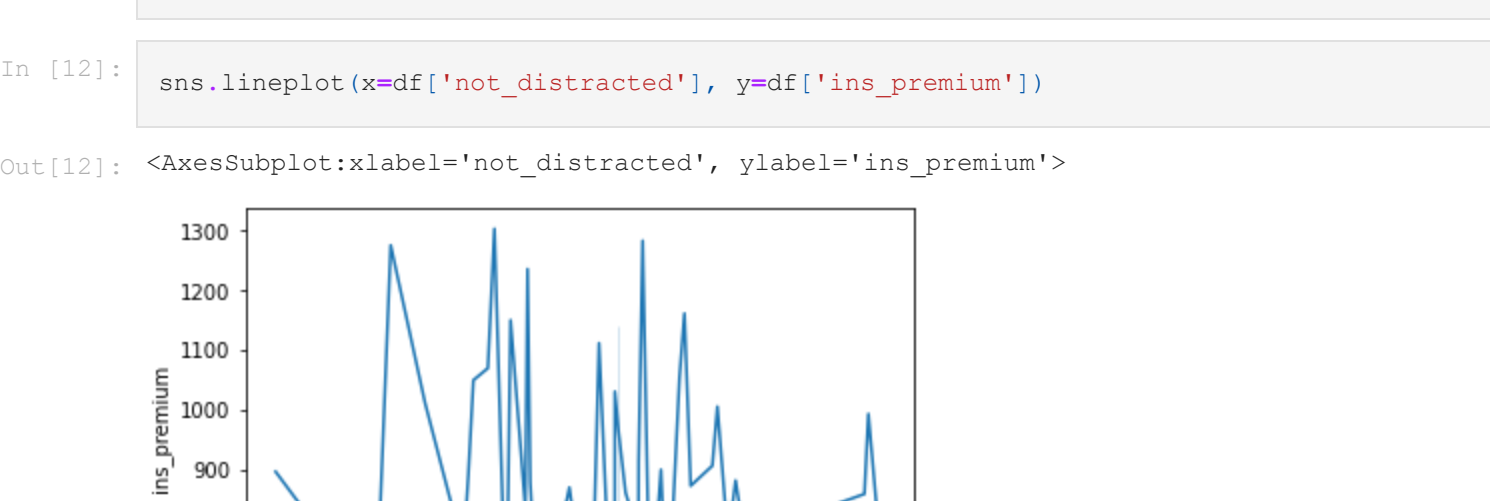 In [12]:
sns.lineplot(x=df['not_distracted'], y=df['ins_premium'])
Out[12]: <AxesSubplot:xlabel='not_distracted', ylabel='ins_premium'>
1300
1200
1100
1000
900
ins_premium